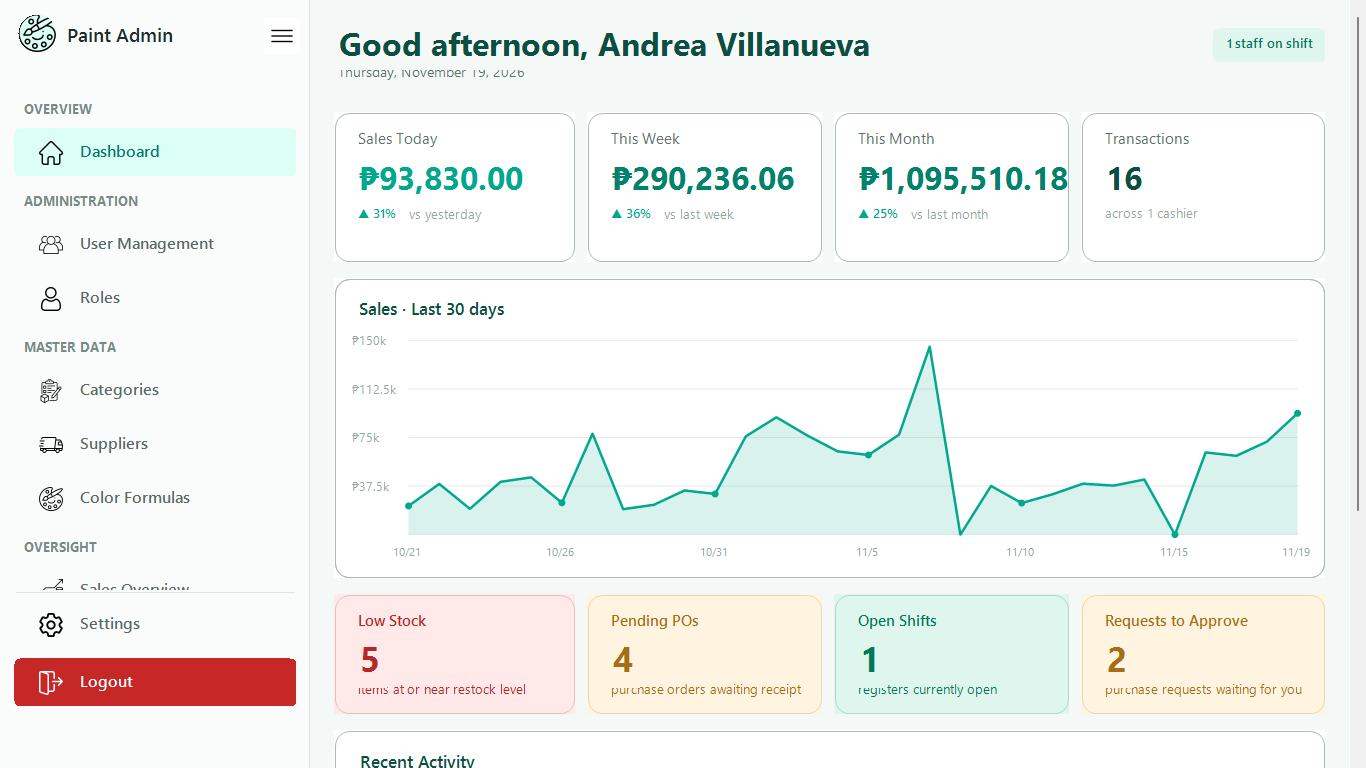 Paint Admin
OVERVIEW
Dashboard
ADMINISTRATION
User Management
Roles
MASTER DATA
Categories
Suppliers
Color Formulas
OVERSIGHT
Sales Overview
Settings
Logout
Good afternoon, Andrea Villanueva
Thursday, November 19, 2026
1 staff on shift
Sales Today
₱93,830.00
▲ 31% vs yesterday
This Week
₱290,236.06
▲ 36% vs last week
This Month
₱1,095,510.18
▲ 25% vs last month
Transactions
16
across 1 cashier
Sales · Last 30 days
₱150k
₱112.5k
₱75k
₱37.5k
10/21 10/26 10/31 11/5 11/10 11/15 11/19
Low Stock
5
items at or near restock level
Pending POs
4
purchase orders awaiting receipt
Open Shifts
1
registers currently open
Requests to Approve
2
purchase requests waiting for you
Recent Activity